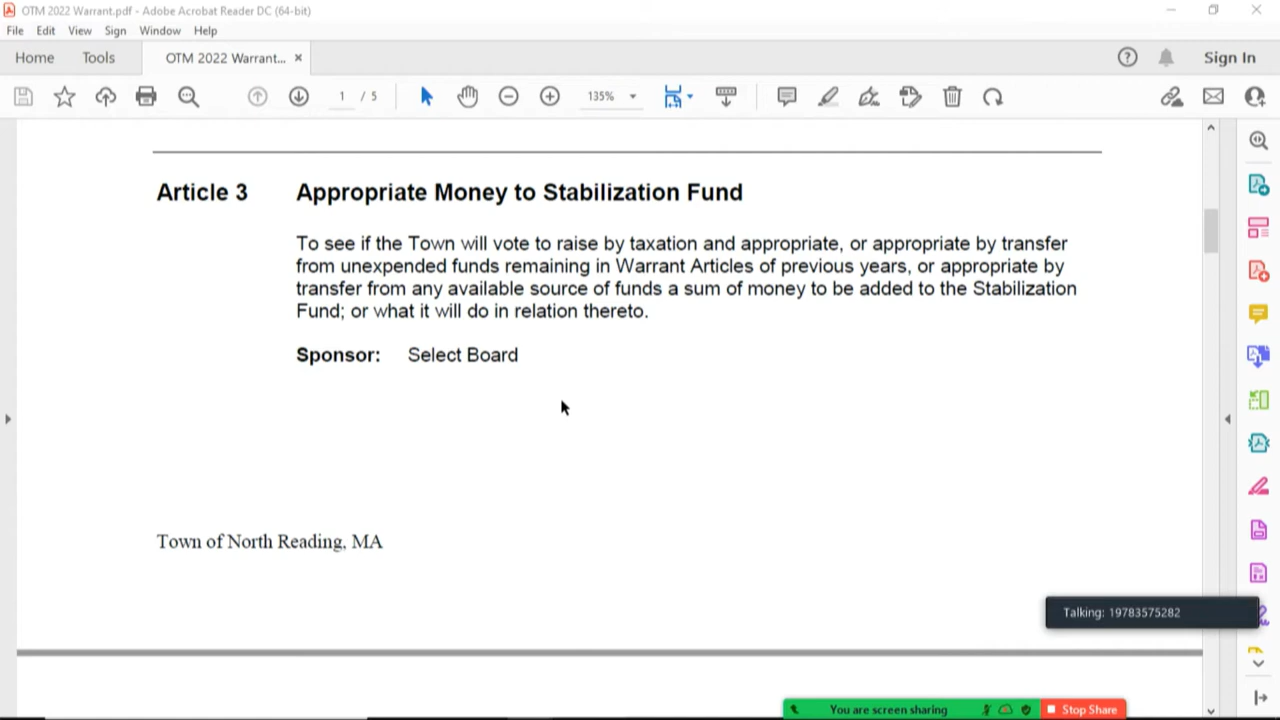 OTM 2022 Warrant.pdf - Adobe Acrobat Reader DC (64-bit)
File Edit View Sign Window Help
Home Tools OTM 2022 Warrant... × Sign In
1 / 5 135%
Article 3 Appropriate Money to Stabilization Fund
To see if the Town will vote to raise by taxation and appropriate, or appropriate by transfer
from unexpended funds remaining in Warrant Articles of previous years, or appropriate by
transfer from any available source of funds a sum of money to be added to the Stabilization
Fund; or what it will do in relation thereto.
Sponsor: Select Board
Town of North Reading, MA
Talking: 19783575282
You are screen sharing Stop Share